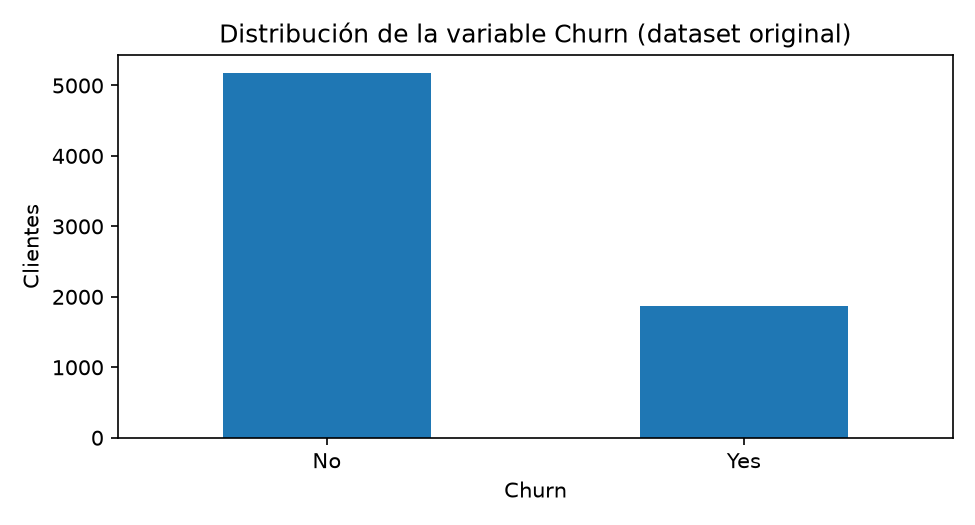 Distribución de la variable Churn (dataset original)
Clientes
5000
4000
3000
2000
1000
0
No
Yes
Churn